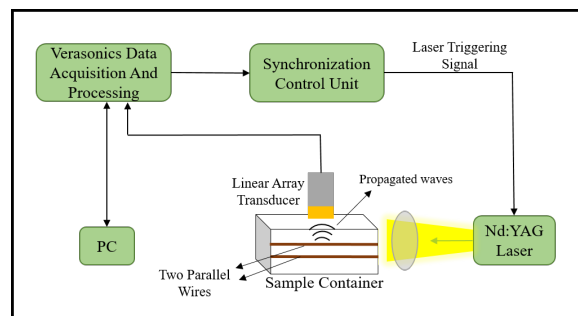 Verasonics Data
Acquisition And
Processing
Synchronization
Control Unit
Laser Triggering
Signal
Linear Array
Transducer
Propagated waves
PC
Nd:YAG
Laser
Two Parallel
Wires
Sample Container